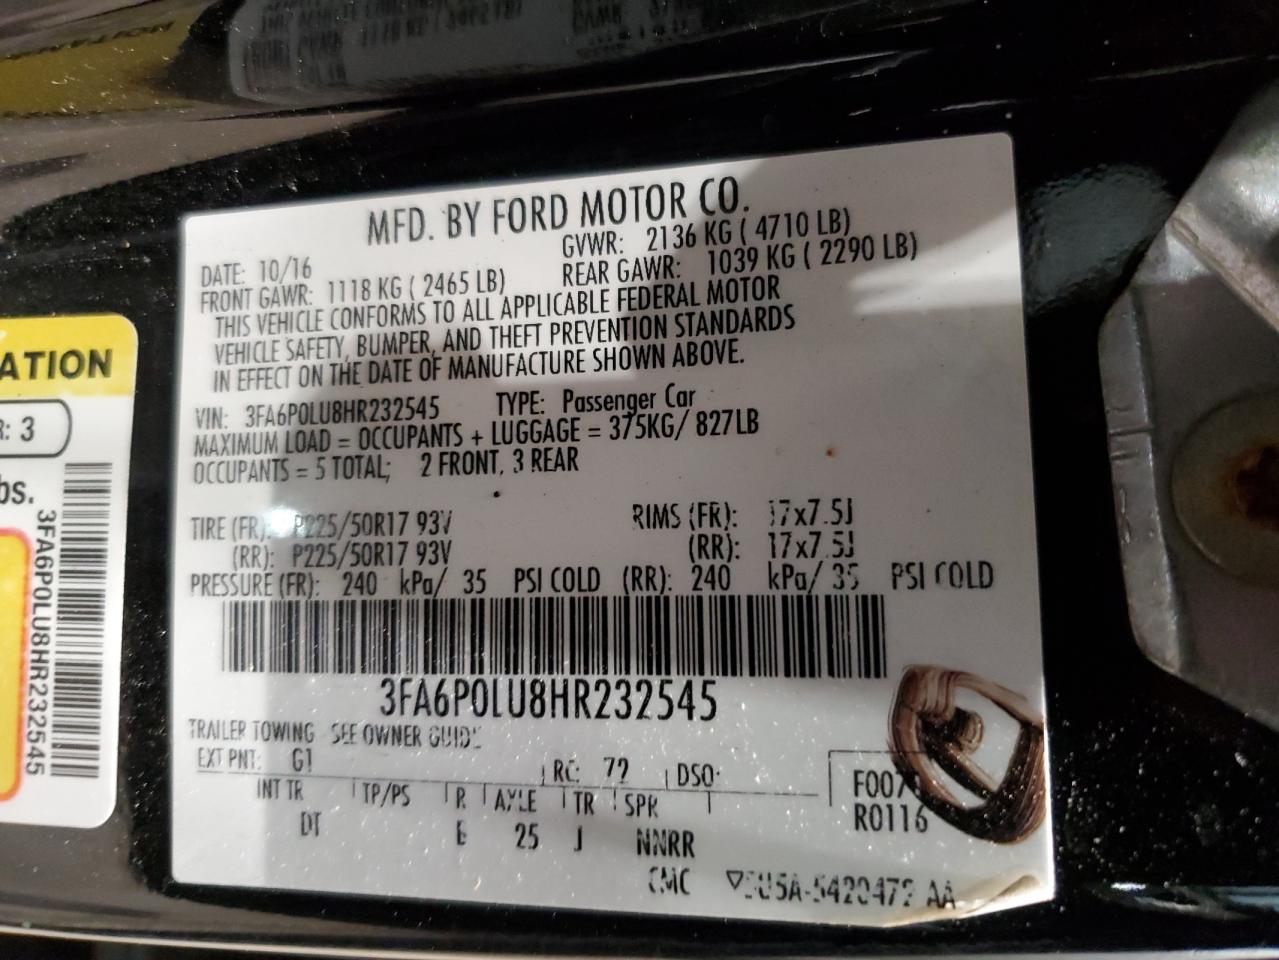 MFD. BY FORD MOTOR CO.
DATE: 10/16 GVWR: 2136 KG ( 4710 LB)
FRONT GAWR: 1118 KG ( 2465 LB) REAR GAWR: 1039 KG ( 2290 LB)
THIS VEHICLE CONFORMS TO ALL APPLICABLE FEDERAL MOTOR
VEHICLE SAFETY, BUMPER, AND THEFT PREVENTION STANDARDS
IN EFFECT ON THE DATE OF MANUFACTURE SHOWN ABOVE.
VIN: 3FA6P0LU8HR232545 TYPE: Passenger Car
MAXIMUM LOAD = OCCUPANTS + LUGGAGE = 375KG/ 827LB
OCCUPANTS = 5 TOTAL; 2 FRONT, 3 REAR
TIRE (FR): P225/50R17 93V RIMS (FR): 17x7.5J
(RR): P225/50R17 93V (RR): 17x7.5J
PRESSURE (FR): 240 kPa/ 35 PSI COLD (RR): 240 kPa/ 35 PSI COLD
3FA6P0LU8HR232545
TRAILER TOWING SEE OWNER GUIDE
EXT PNT: G1 RC: 72 DSO:
INT TR TP/PS R AXLE TR SPR
DT E 25 J NNRR
F007
R0116
CMC
ATION
R: 3
bs.
3FA6P0LU8HR232545